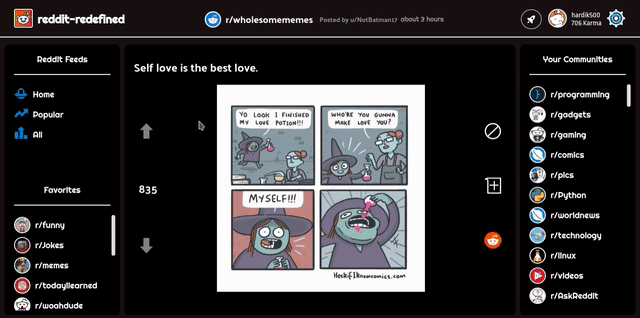 reddit-redefined
r/wholesomememes Posted by u/NotBatman17 about 3 hours
hardik500
706 Karma
Reddit Feeds
Home
Popular
All
Favorites
r/funny
r/Jokes
r/memes
r/todayilearned
r/woahdude
Self love is the best love.
835
YO LOOK I FINISHED
MY LOVE POTION!!!
WHO'RE YOU GUNNA
MAKE LOVE YOU?
MYSELF!!!
HeckifIknowcomics.com
Your Communities
r/programming
r/gadgets
r/gaming
r/comics
r/pics
r/Python
r/worldnews
r/technology
r/linux
r/videos
r/AskReddit